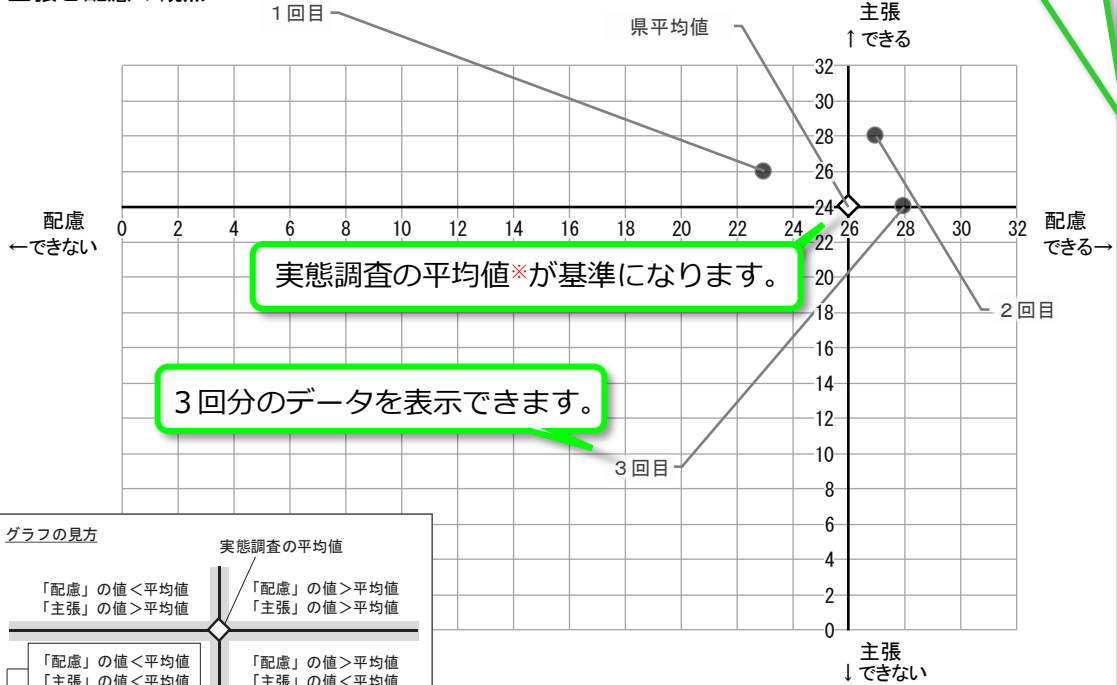 1回目
県平均値
主張
↑できる
32
30
28
26
24
22
20
18
16
14
12
10
8
6
4
2
0
配慮
←できない
0 2 4 6 8 10 12 14 16 18 20 22 24 26 28 30 32
配慮
できる→
実態調査の平均値※が基準になります。
2回目
3回分のデータを表示できます。
3回目
主張
↓できない
グラフの見方
実態調査の平均値
「配慮」の値<平均値
「主張」の値>平均値
「配慮」の値>平均値
「主張」の値>平均値
「配慮」の値<平均値
「主張」の値<平均値
「配慮」の値>平均値
「主張」の値<平均値